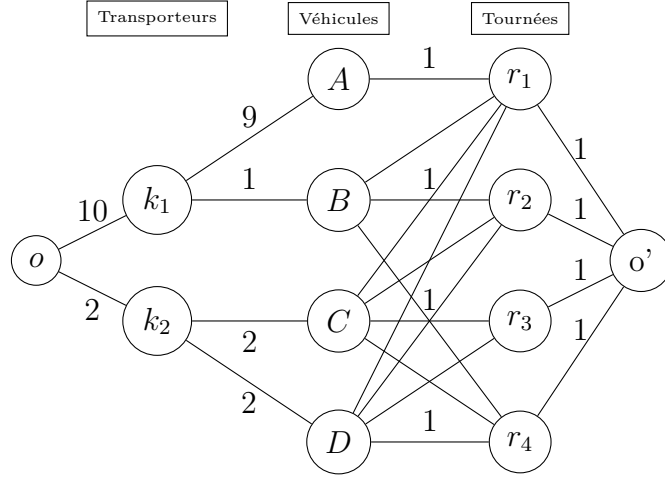 Transporteurs Véhicules Tournées
A 1 r1
9 1
k1 1 B 1 r2 1
10
o o'
2 1
k2 2 C 1 r3 1
2
D 1 r4